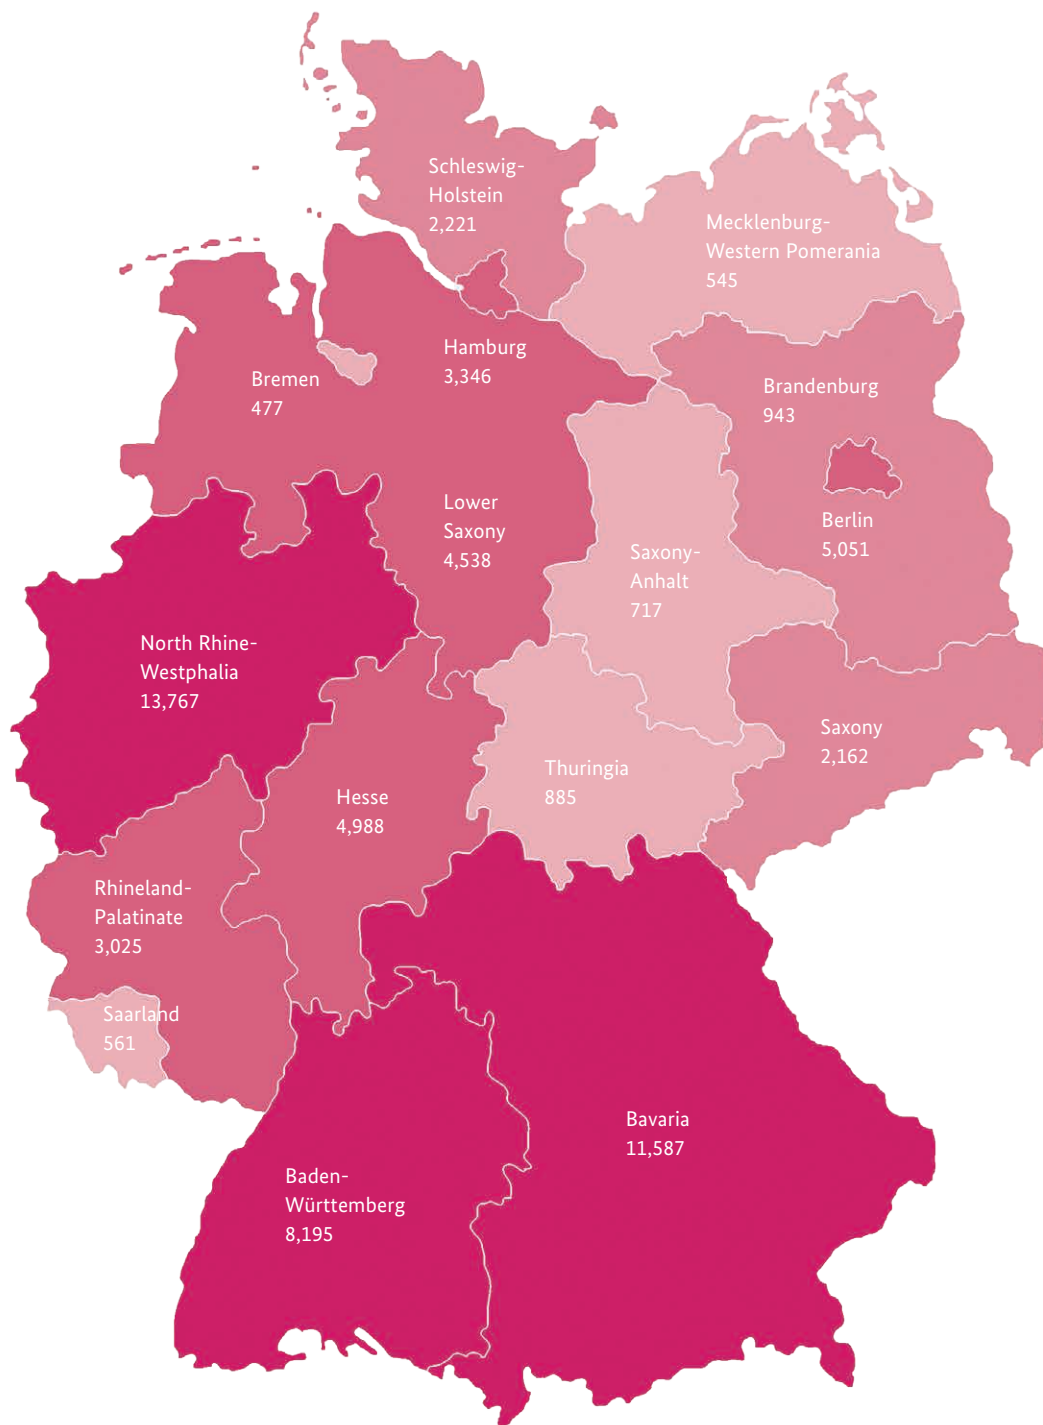 Schleswig-
Holstein
2,221
Mecklenburg-
Western Pomerania
545
Hamburg
3,346
Bremen
477
Brandenburg
943
Lower
Saxony
4,538
Berlin
5,051
Saxony-
Anhalt
717
North Rhine-
Westphalia
13,767
Saxony
2,162
Thuringia
885
Hesse
4,988
Rhineland-
Palatinate
3,025
Saarland
561
Bavaria
11,587
Baden-
Württemberg
8,195